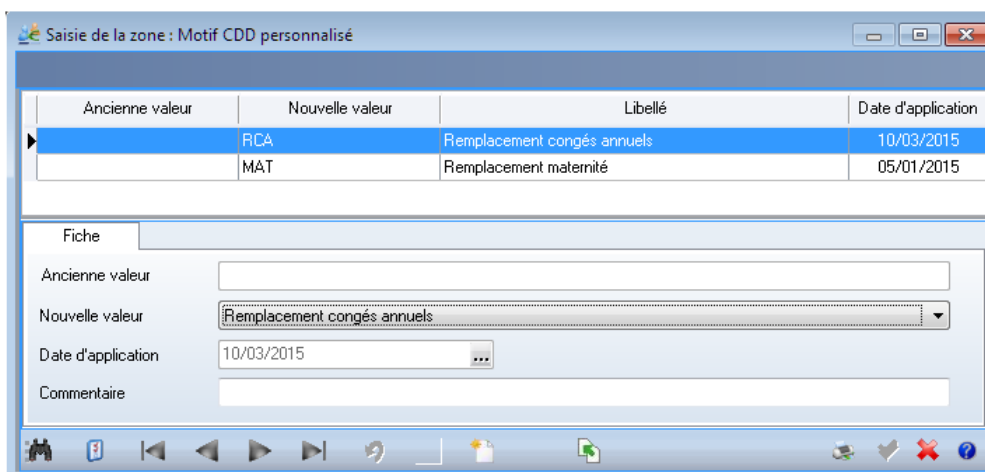 Saisie de la zone : Motif CDD personnalisé
Ancienne valeur Nouvelle valeur Libellé Date d'application
RCA Remplacement congés annuels 10/03/2015
MAT Remplacement maternité 05/01/2015
Fiche
Ancienne valeur
Nouvelle valeur Remplacement congés annuels
Date d'application 10/03/2015 ...
Commentaire